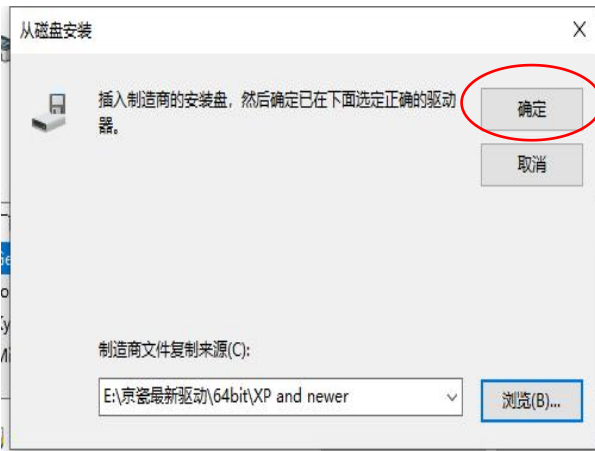 从磁盘安装
插入制造商的安装盘，然后确定已在下面选定正确的驱动
器。
确定
取消
制造商文件复制来源(C):
E:\京瓷最新驱动\64bit\XP and newer
浏览(B)...